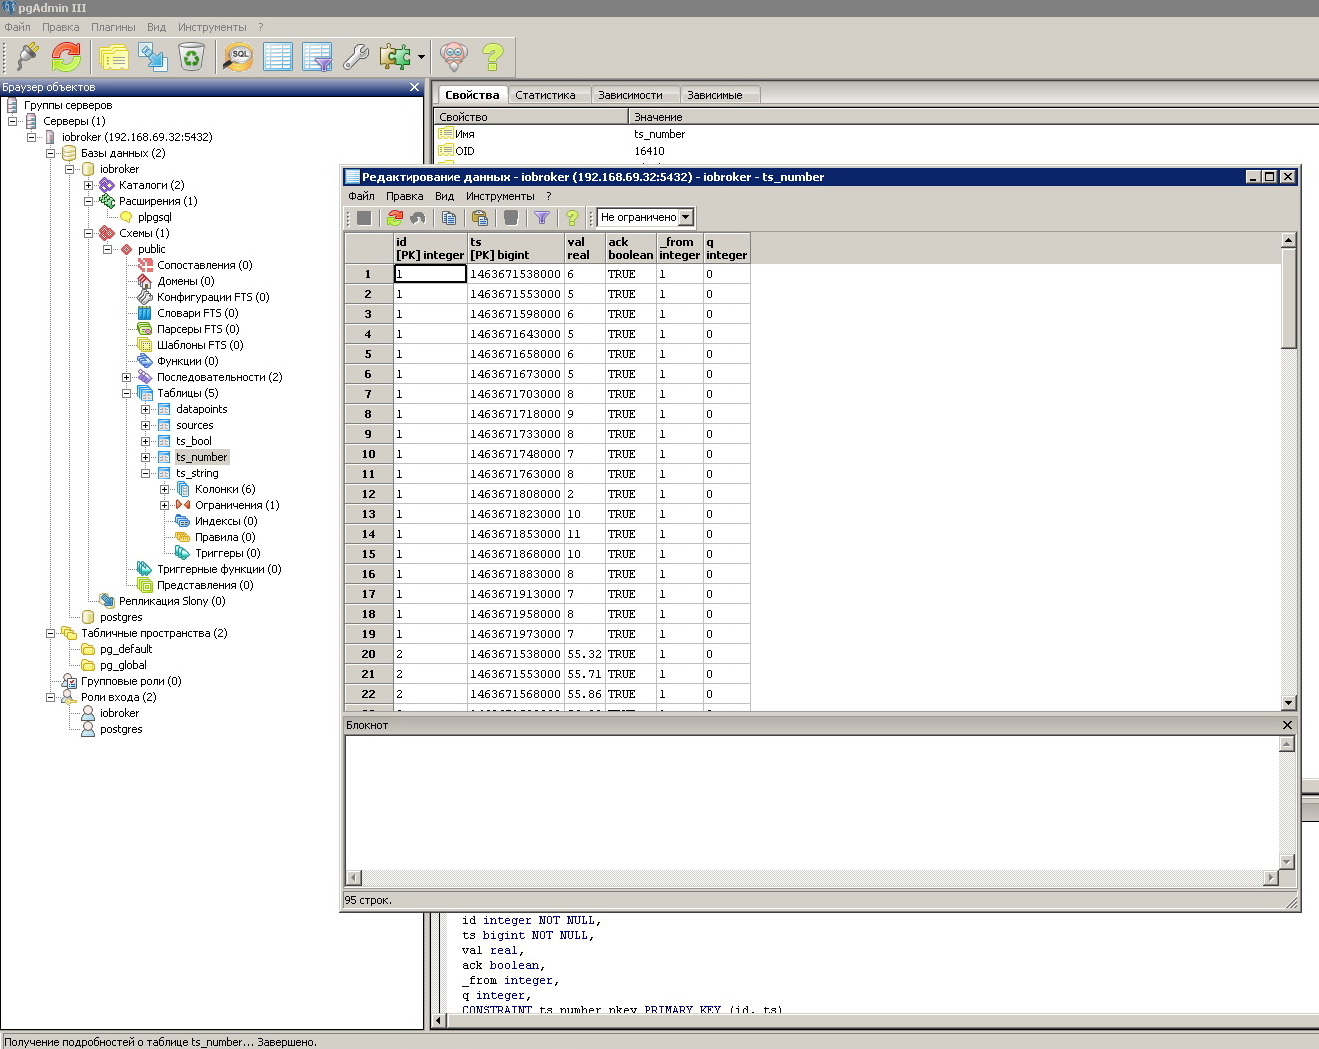 pgAdmin III
Файл Правка Плагины Вид Инструменты ?
SQL
Браузер объектов
Группы серверов
Серверы (1)
iobroker (192.168.69.32:5432)
Базы данных (2)
iobroker
Каталоги (2)
Расширения (1)
plpgsql
Схемы (1)
public
Сопоставления (0)
Домены (0)
Конфигурации FTS (0)
Словари FTS (0)
Парсеры FTS (0)
Шаблоны FTS (0)
Функции (0)
Последовательности (2)
Таблицы (5)
datapoints
sources
ts_bool
ts_number
ts_string
Колонки (6)
Ограничения (1)
Индексы (0)
Правила (0)
Триггеры (0)
Триггерные функции (0)
Представления (0)
Репликация Slony (0)
postgres
Табличные пространства (2)
pg_default
pg_global
Групповые роли (0)
Роли входа (2)
iobroker
postgres
Свойства Статистика Зависимости Зависимые
Свойство Значение
Имя ts_number
OID 16410
Редактирование данных - iobroker (192.168.69.32:5432) - iobroker - ts_number
Файл Правка Вид Инструменты ?
Не ограничено
id ts val ack _from q
[PK] integer [PK] bigint real boolean integer integer
1 1 1463671538000 6 TRUE 1 0
2 1 1463671553000 5 TRUE 1 0
3 1 1463671598000 6 TRUE 1 0
4 1 1463671643000 5 TRUE 1 0
5 1 1463671658000 6 TRUE 1 0
6 1 1463671673000 5 TRUE 1 0
7 1 1463671703000 8 TRUE 1 0
8 1 1463671718000 9 TRUE 1 0
9 1 1463671733000 8 TRUE 1 0
10 1 1463671748000 7 TRUE 1 0
11 1 1463671763000 8 TRUE 1 0
12 1 1463671808000 2 TRUE 1 0
13 1 1463671823000 10 TRUE 1 0
14 1 1463671853000 11 TRUE 1 0
15 1 1463671868000 10 TRUE 1 0
16 1 1463671883000 8 TRUE 1 0
17 1 1463671913000 7 TRUE 1 0
18 1 1463671958000 8 TRUE 1 0
19 1 1463671973000 7 TRUE 1 0
20 2 1463671538000 55.32 TRUE 1 0
21 2 1463671553000 55.71 TRUE 1 0
22 2 1463671568000 55.86 TRUE 1 0
Блокнот
95 строк.
id integer NOT NULL,
ts bigint NOT NULL,
val real,
ack boolean,
_from integer,
q integer,
CONSTRAINT ts_number_pkey PRIMARY KEY (id, ts)
Получение подробностей о таблице ts_number... Завершено.